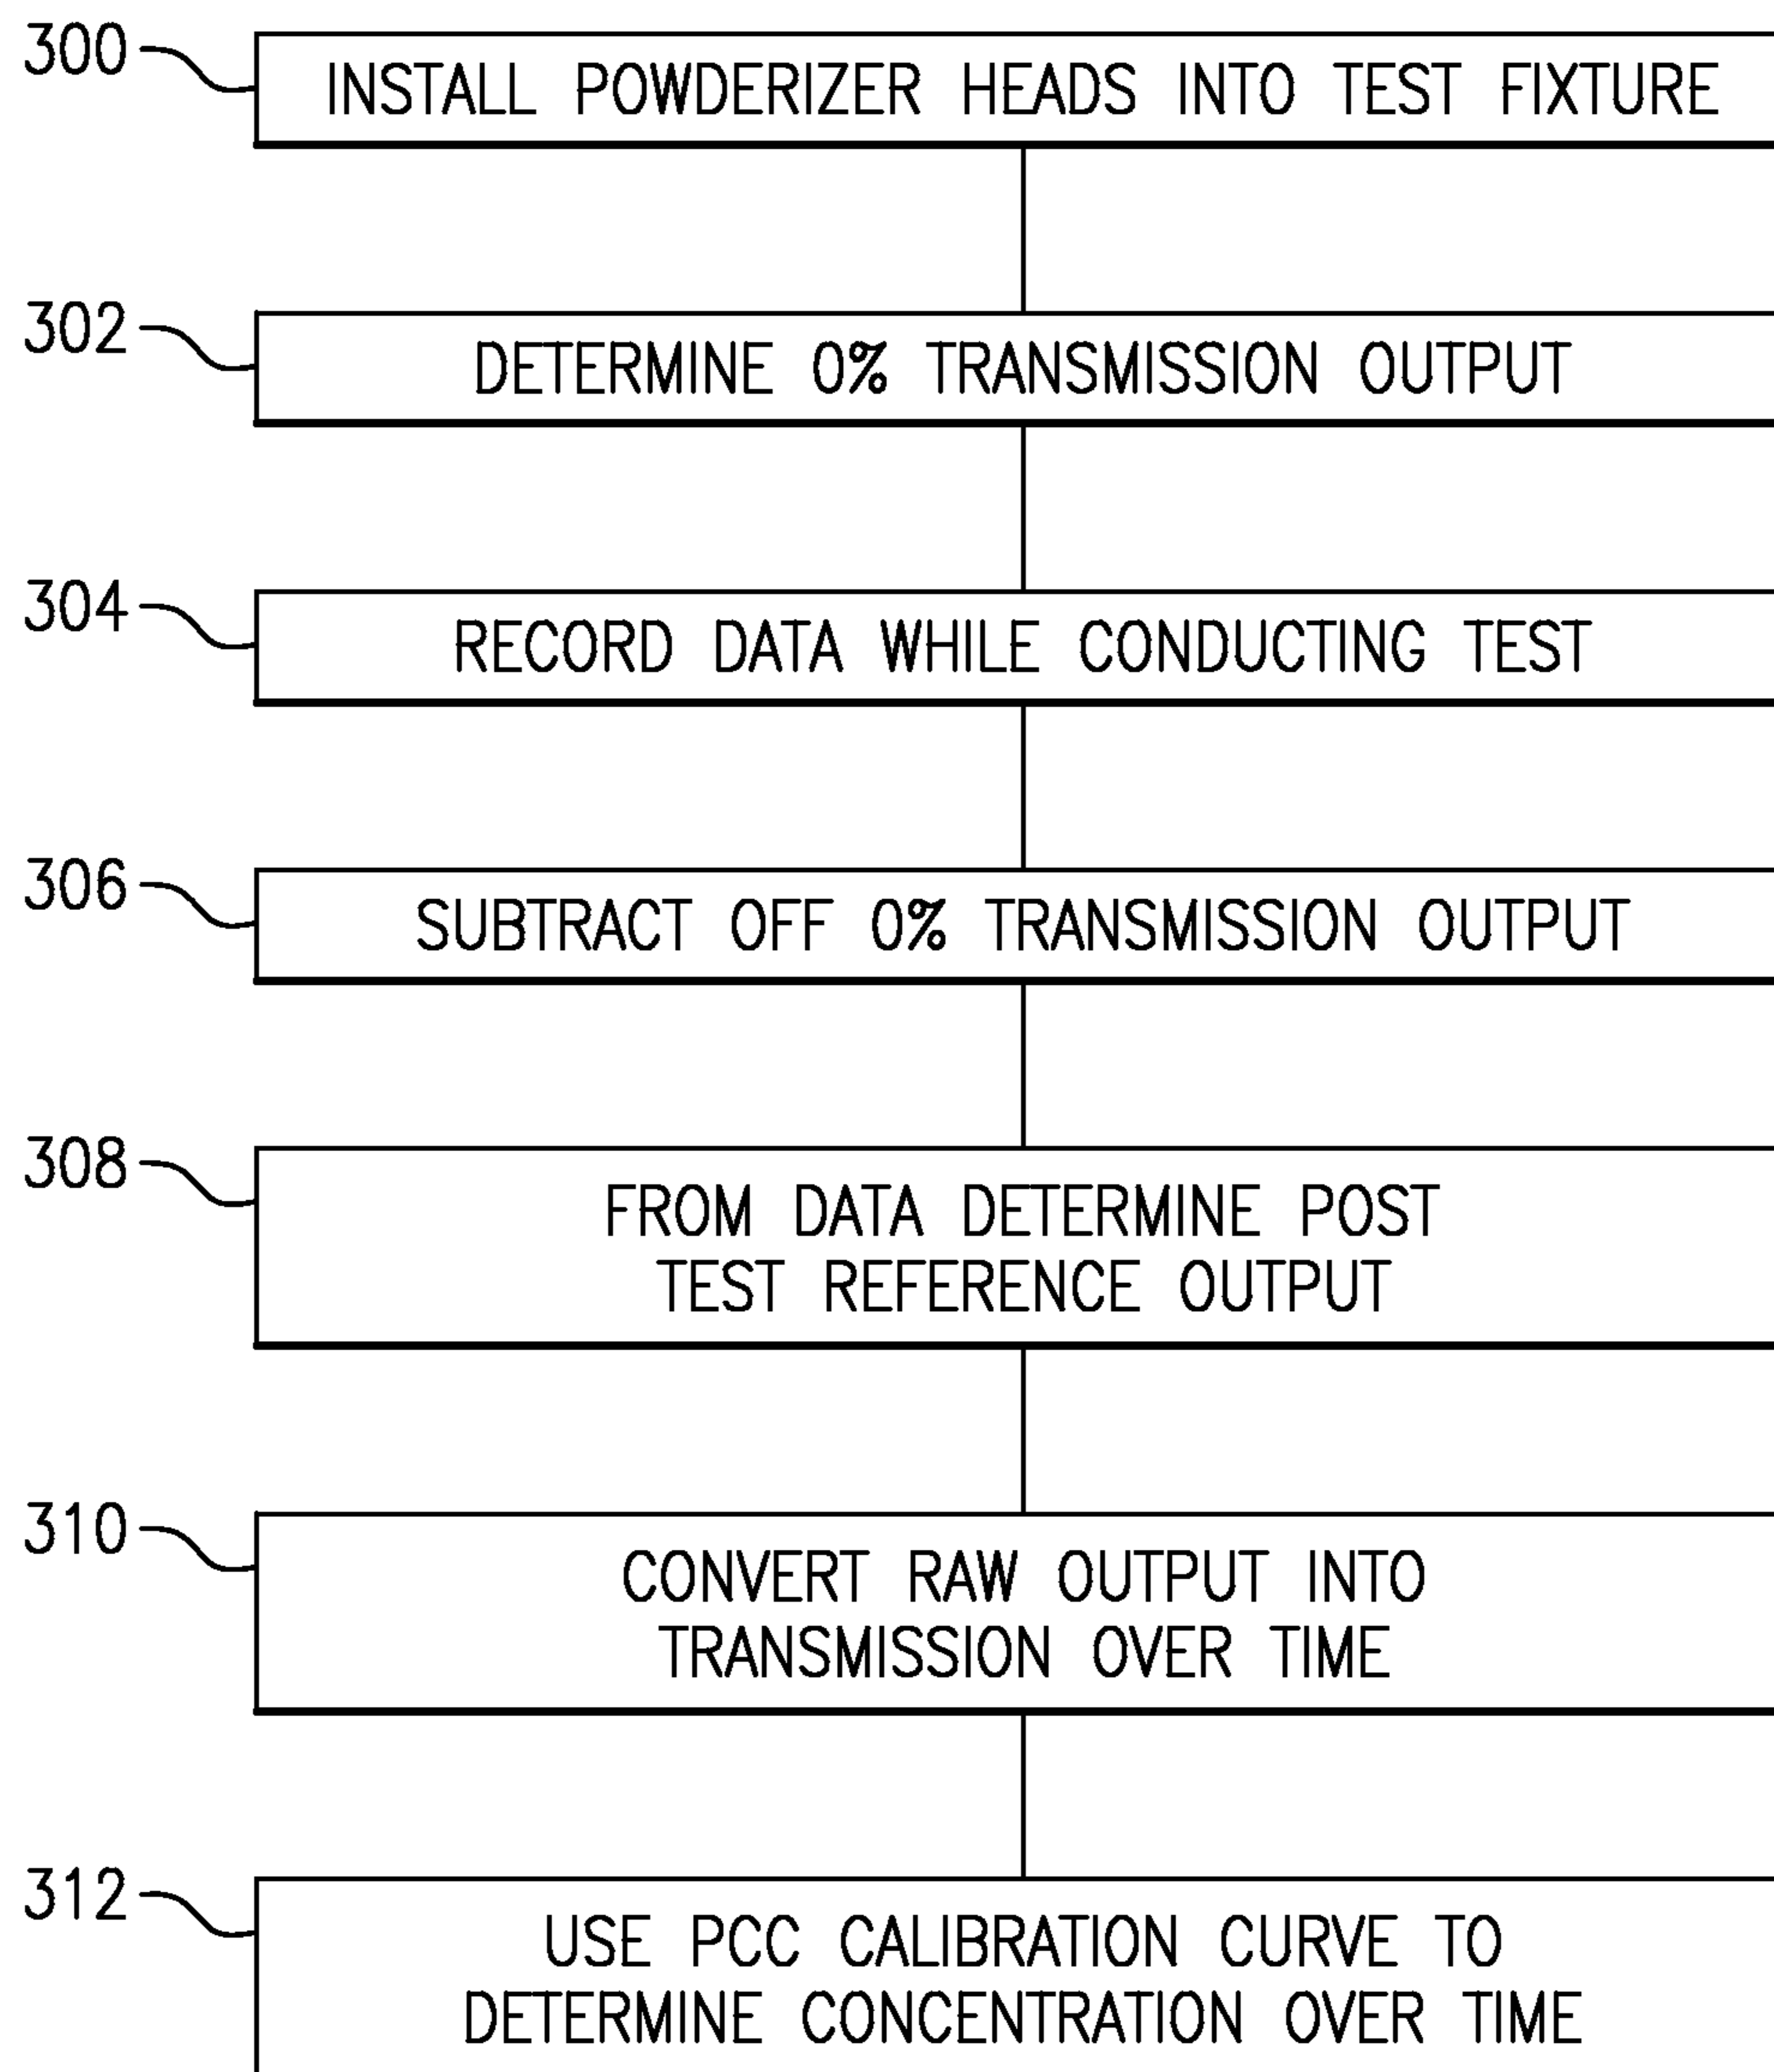 300
INSTALL POWDERIZER HEADS INTO TEST FIXTURE
302
DETERMINE 0% TRANSMISSION OUTPUT
304
RECORD DATA WHILE CONDUCTING TEST
306
SUBTRACT OFF 0% TRANSMISSION OUTPUT
308
FROM DATA DETERMINE POST
TEST REFERENCE OUTPUT
310
CONVERT RAW OUTPUT INTO
TRANSMISSION OVER TIME
312
USE PCC CALIBRATION CURVE TO
DETERMINE CONCENTRATION OVER TIME